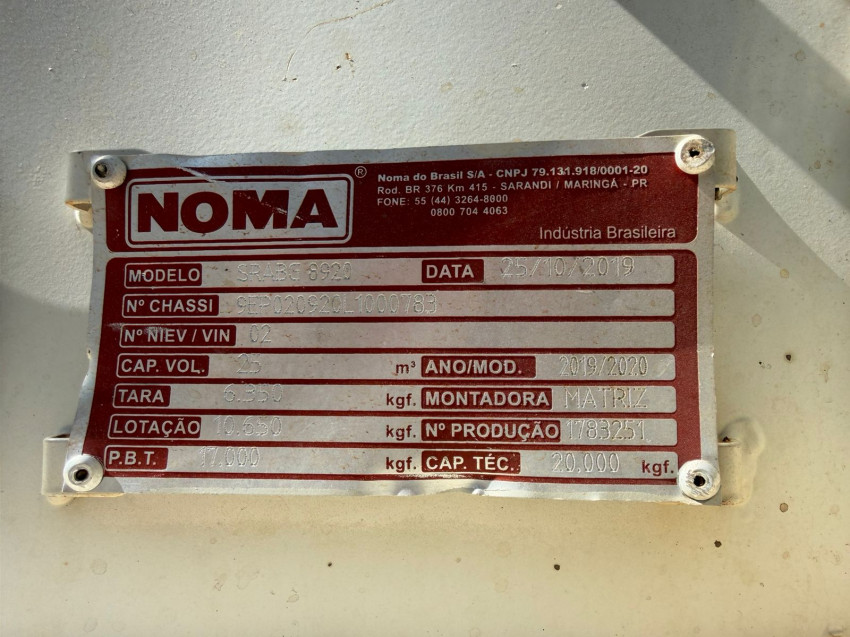 NOMA ®
Noma do Brasil S/A - CNPJ 79.131.918/0001-20
Rod. BR 376 Km 415 - SARANDI / MARINGÁ - PR
FONE: 55 (44) 3264-8000
0800 704 4063
Indústria Brasileira
MODELO 8920 DATA 25/10/2019
Nº CHASSI 9EP020920L1000783
Nº NIEV / VIN 02
CAP. VOL. 25 m³ ANO/MOD. 2019/2020
TARA 6.350 kgf. MONTADORA MATRIZ
LOTAÇÃO 10.650 kgf. Nº PRODUÇÃO 1783251
P.B.T. 17.000 kgf. CAP. TÉC. 20,000 kgf.